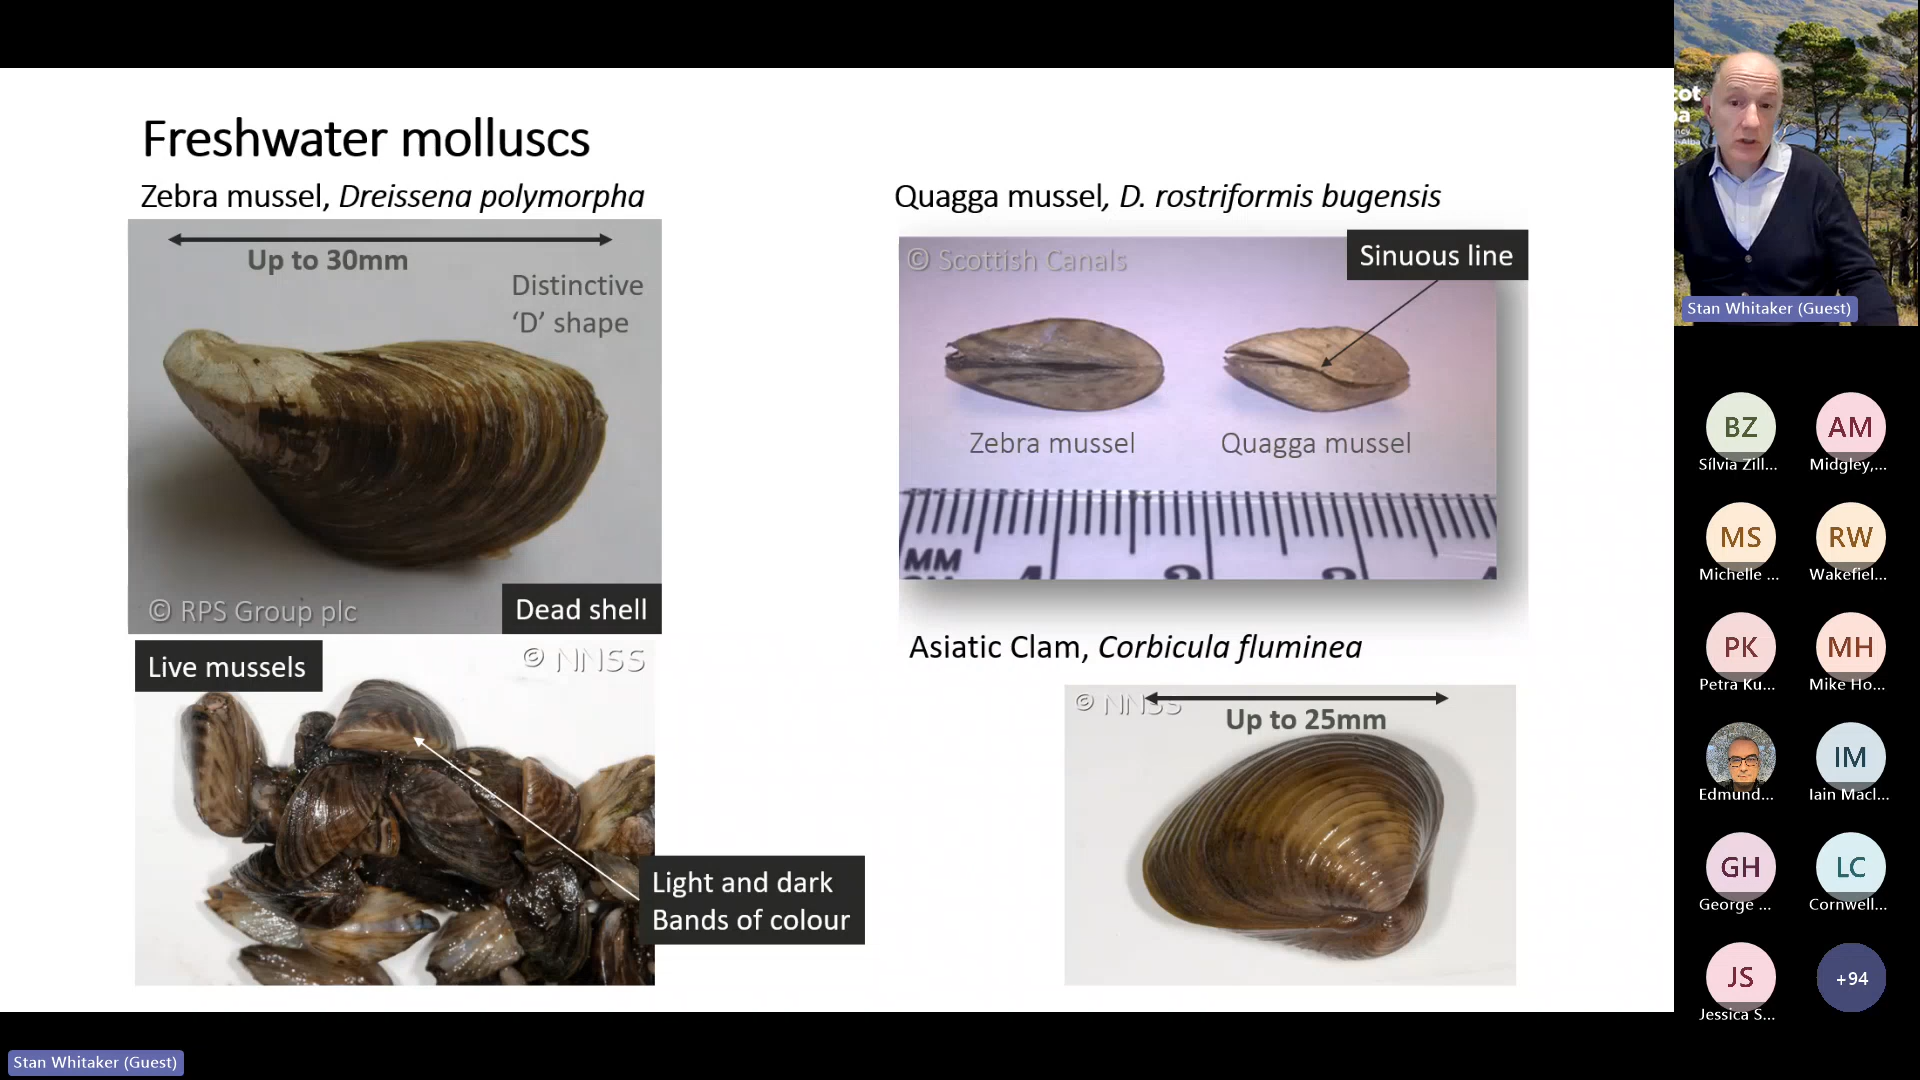 Freshwater molluscs
Zebra mussel, Dreissena polymorpha
Up to 30mm
Distinctive
‘D’ shape
© RPS Group plc
Dead shell
Live mussels
© NNSS
Light and dark
Bands of colour
Quagga mussel, D. rostriformis bugensis
© Scottish Canals
Sinuous line
Zebra mussel
Quagga mussel
MM
Asiatic Clam, Corbicula fluminea
© NNSS
Up to 25mm
Stan Whitaker (Guest)
BZ
Sílvia Zill...
AM
Midgley,...
MS
Michelle ...
RW
Wakefiel...
PK
Petra Ku...
MH
Mike Ho...
Edmund...
IM
Iain Macl...
GH
George ...
LC
Cornwell...
JS
Jessica S...
+94
Stan Whitaker (Guest)